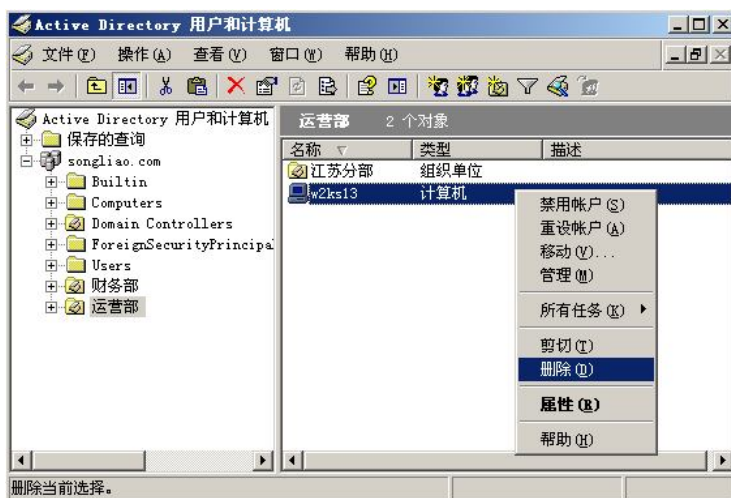 Active Directory 用户和计算机
文件(F) 操作(A) 查看(V) 窗口(W) 帮助(H)
Active Directory 用户和计算机
保存的查询
songliao.com
Builtin
Computers
Domain Controllers
ForeignSecurityPrincipa
Users
财务部
运营部
运营部 2 个对象
名称 类型 描述
江苏分部 组织单位
w2ks13 计算机
禁用帐户(S)
重设帐户(A)
移动(V)...
管理(M)
所有任务(K)
剪切(T)
删除(D)
属性(R)
帮助(H)
删除当前选择。